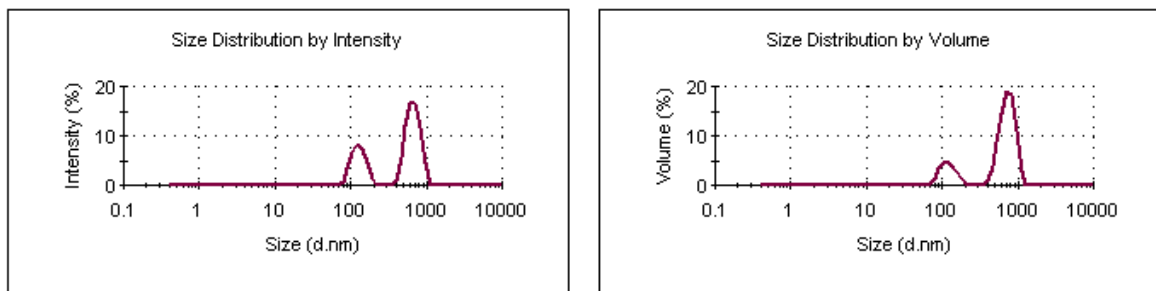 Size Distribution by Intensity
20
10
0
Intensity (%)
0.1 1 10 100 1000 10000
Size (d.nm)
Size Distribution by Volume
20
10
0
Volume (%)
0.1 1 10 100 1000 10000
Size (d.nm)